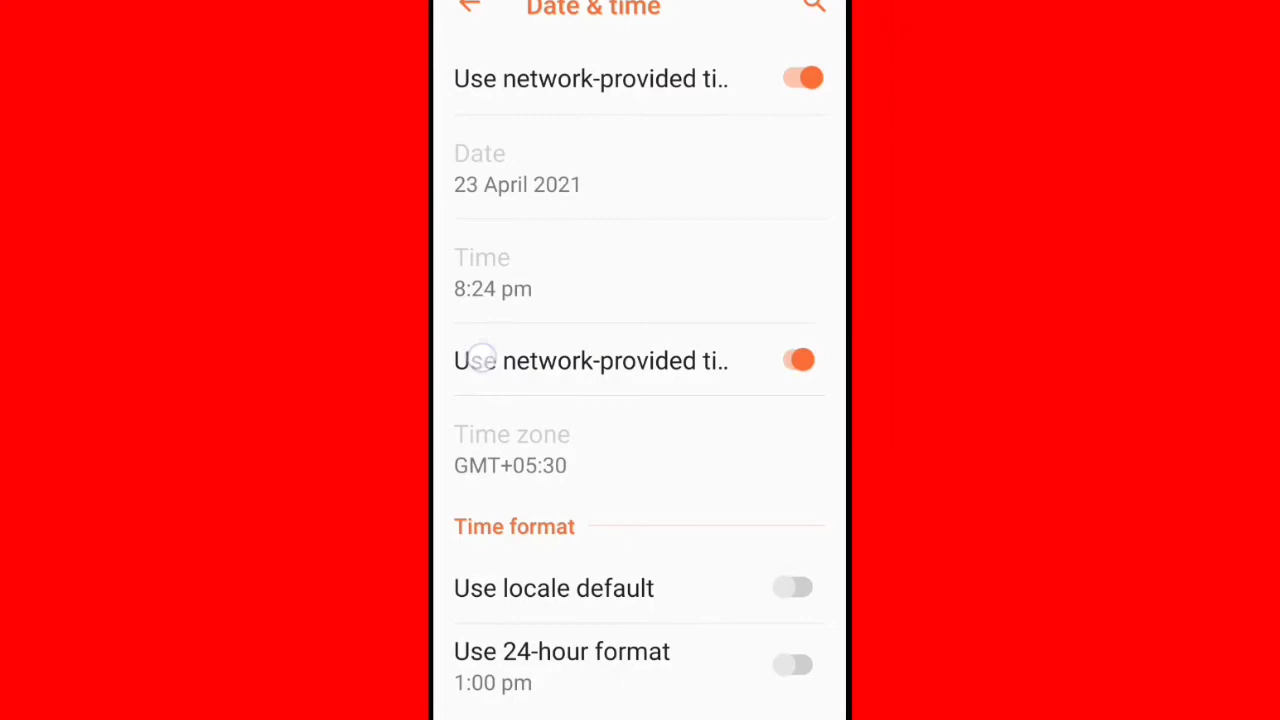 Date & time
Use network-provided ti..
Date
23 April 2021
Time
8:24 pm
Use network-provided ti..
Time zone
GMT+05:30
Time format
Use locale default
Use 24-hour format
1:00 pm